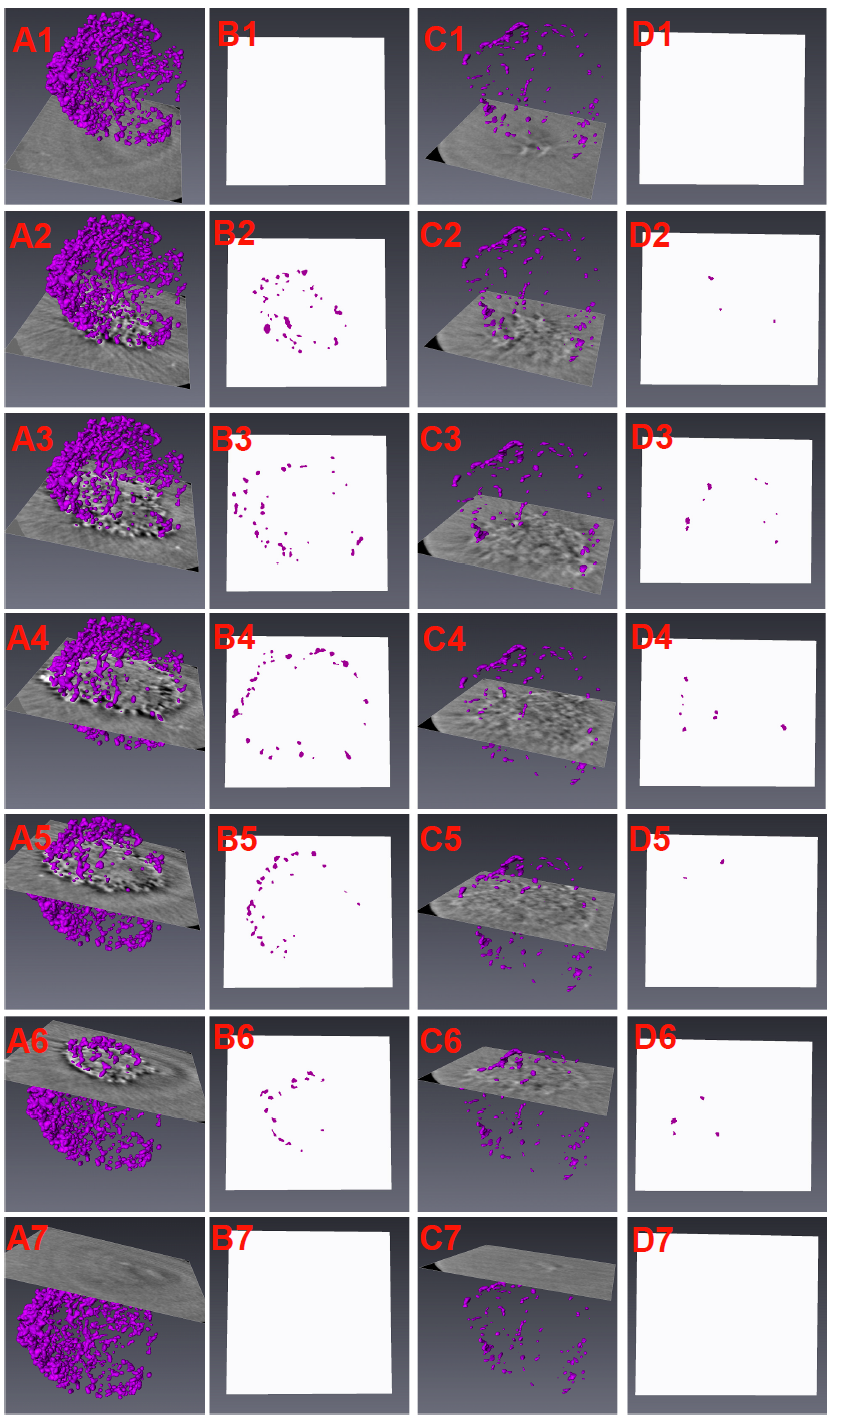 A1 B1 C1 D1
A2 B2 C2 D2
A3 B3 C3 D3
A4 B4 C4 D4
A5 B5 C5 D5
A6 B6 C6 D6
A7 B7 C7 D7